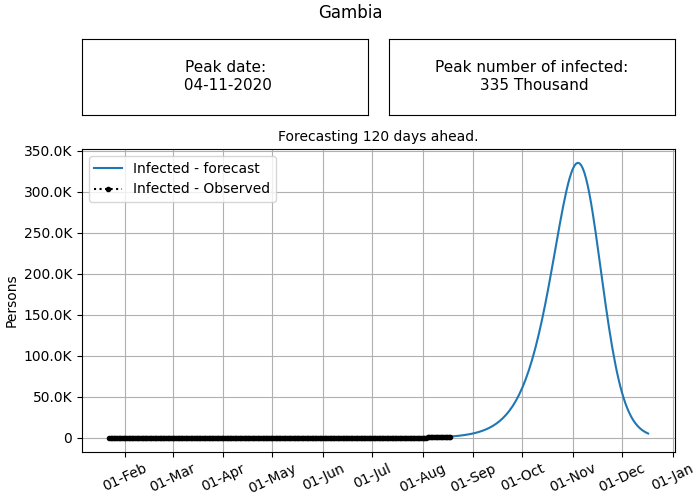 Gambia
Peak date:
04-11-2020
Peak number of infected:
335 Thousand
Forecasting 120 days ahead.
Infected - forecast
Infected - Observed
Persons
350.0K
300.0K
250.0K
200.0K
150.0K
100.0K
50.0K
0
01-Feb
01-Mar
01-Apr
01-May
01-Jun
01-Jul
01-Aug
01-Sep
01-Oct
01-Nov
01-Dec
01-Jan